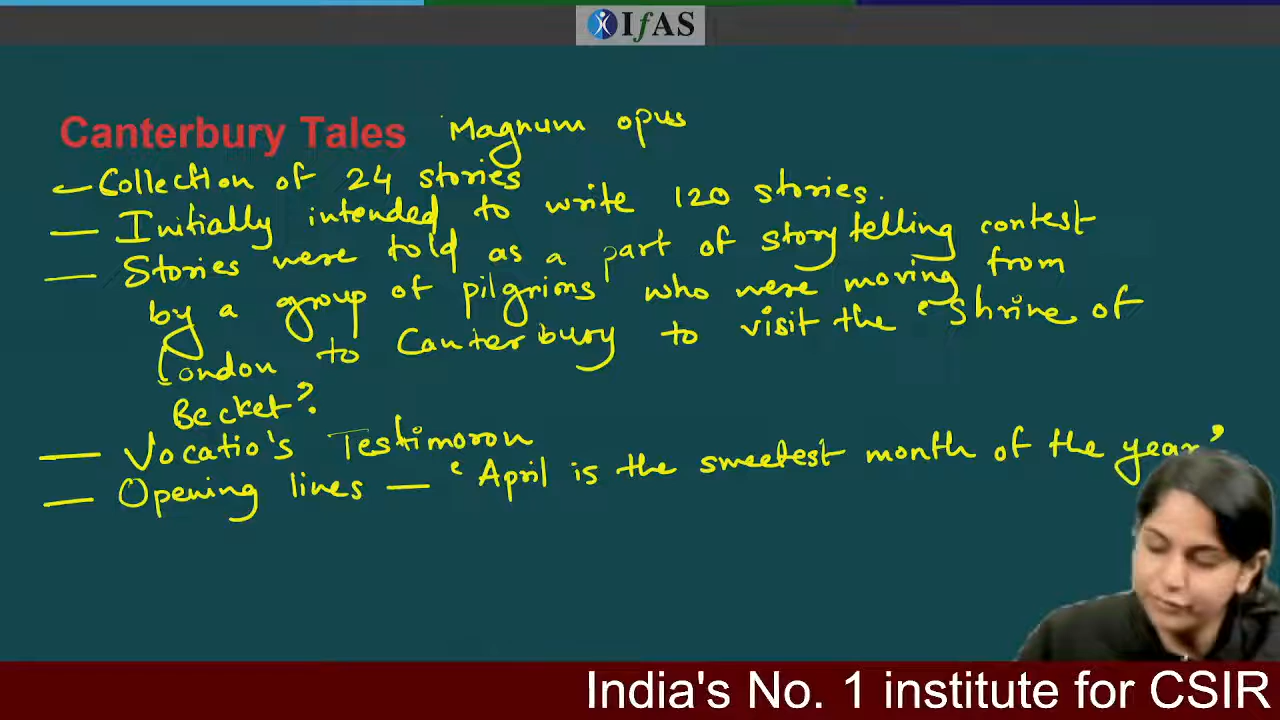 IfAS
Canterbury Tales Magnum opus
— Collection of 24 stories
— Initially intended to write 120 stories.
— Stories were told as a part of storytelling contest
by a group of pilgrims who were moving from
London to Canterbury to visit the 'Shrine of
Becket'.
— Vocatio's Testimoron
— Opening lines — 'April is the sweetest month of the year'
India's No. 1 institute for CSIR